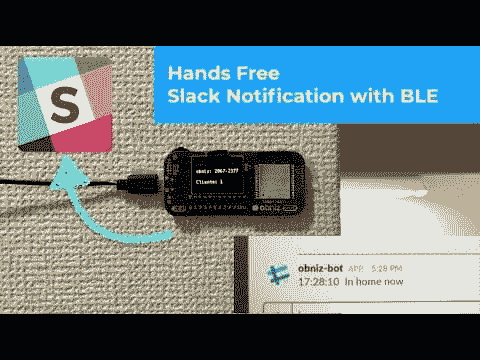 Hands Free
Slack Notification with BLE
S
obniz: 2067-2177
Clients: 1
obniz
obniz-bot APP 5:28 PM
17:28:10 In home now